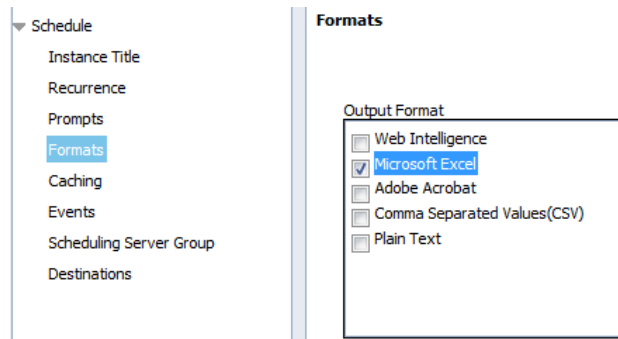 Schedule
Instance Title
Recurrence
Prompts
Formats
Caching
Events
Scheduling Server Group
Destinations
Formats
Output Format
Web Intelligence
Microsoft Excel
Adobe Acrobat
Comma Separated Values(CSV)
Plain Text